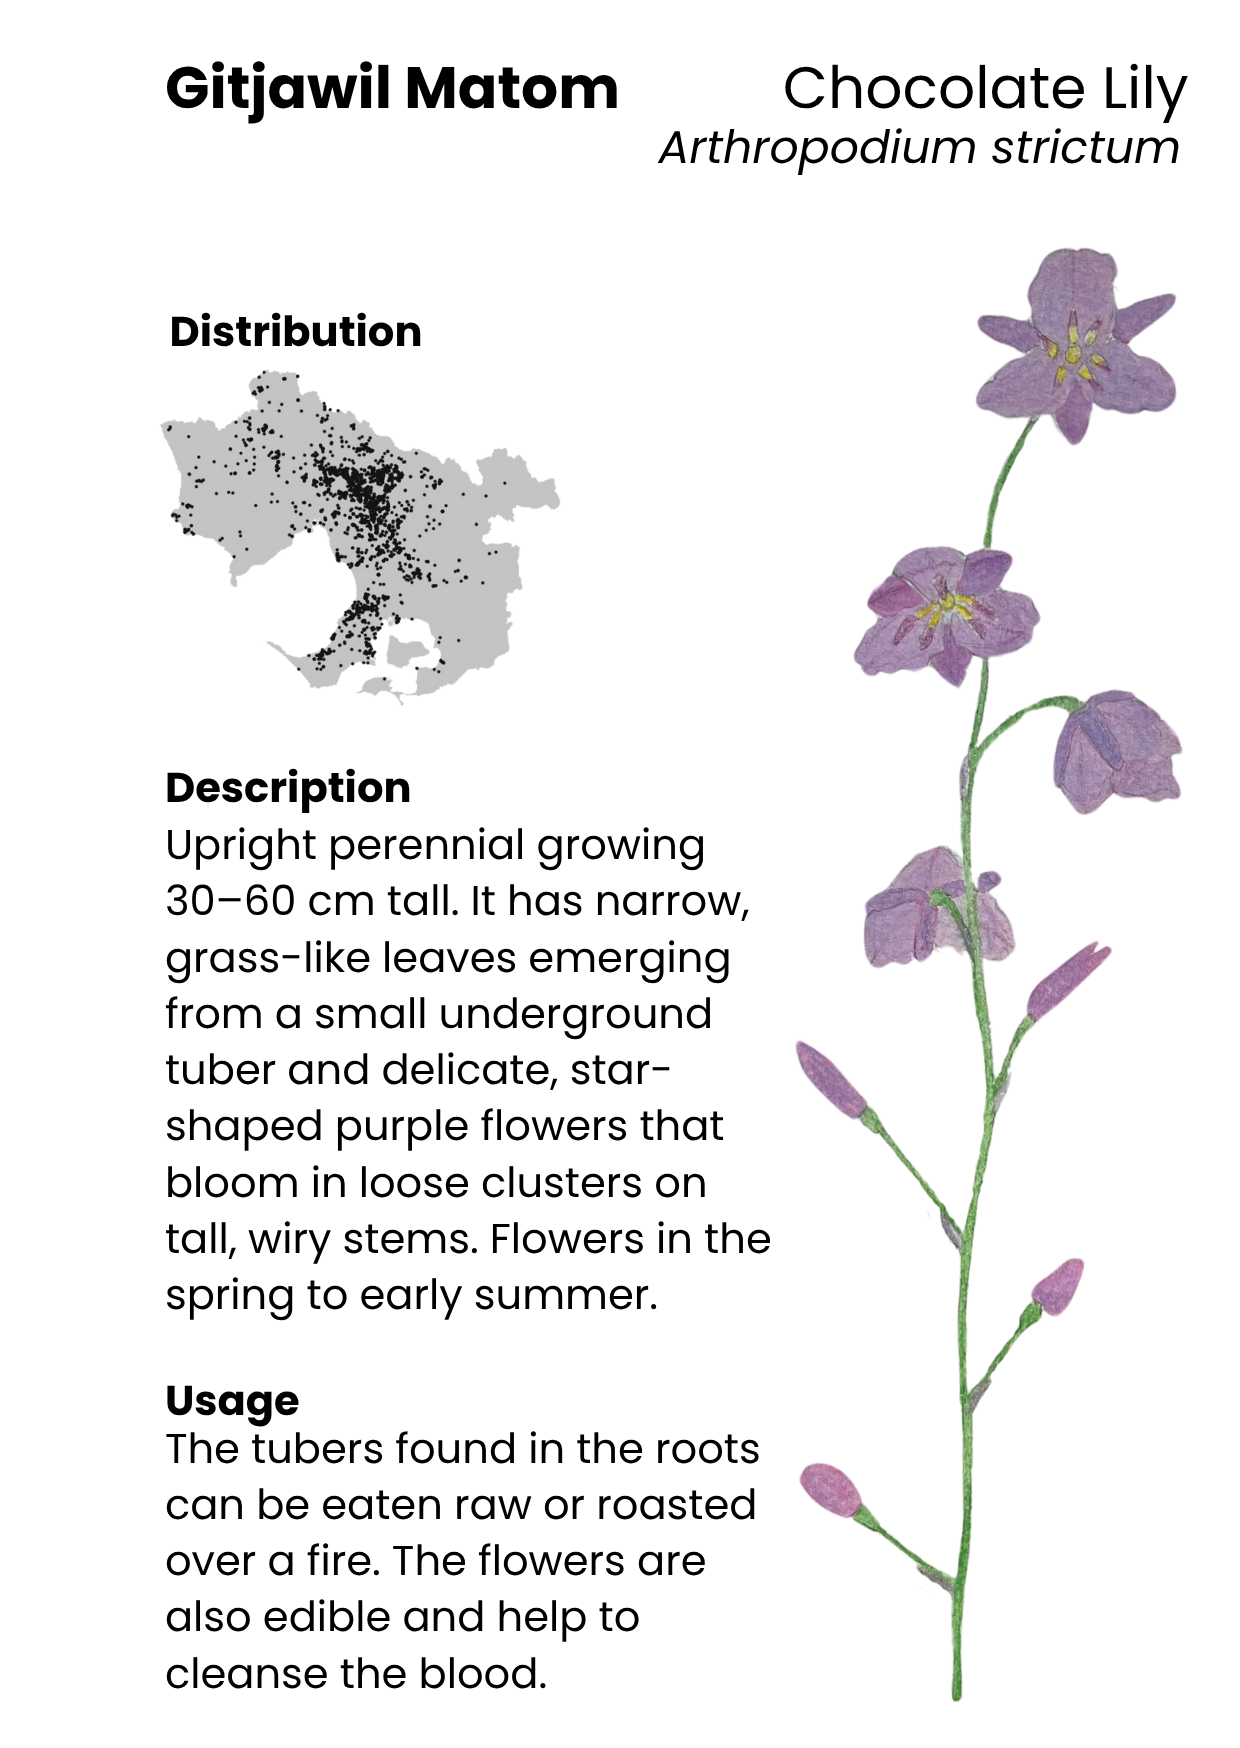 Gitjawil Matom
Chocolate Lily
Arthropodium strictum
Distribution
Description
Upright perennial growing
30–60 cm tall. It has narrow,
grass-like leaves emerging
from a small underground
tuber and delicate, star-
shaped purple flowers that
bloom in loose clusters on
tall, wiry stems. Flowers in the
spring to early summer.
Usage
The tubers found in the roots
can be eaten raw or roasted
over a fire. The flowers are
also edible and help to
cleanse the blood.